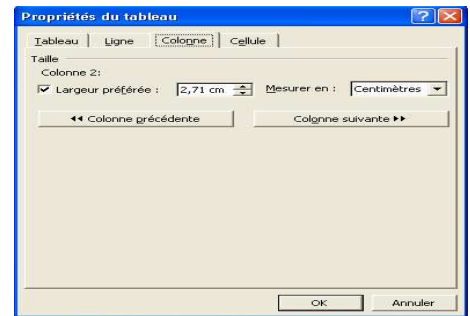 Propriétés du tableau
Tableau Ligne Colonne Cellule
Taille
Colonne 2:
Largeur préférée : 2,71 cm Mesurer en : Centimètres
Colonne précédente Colonne suivante
OK Annuler